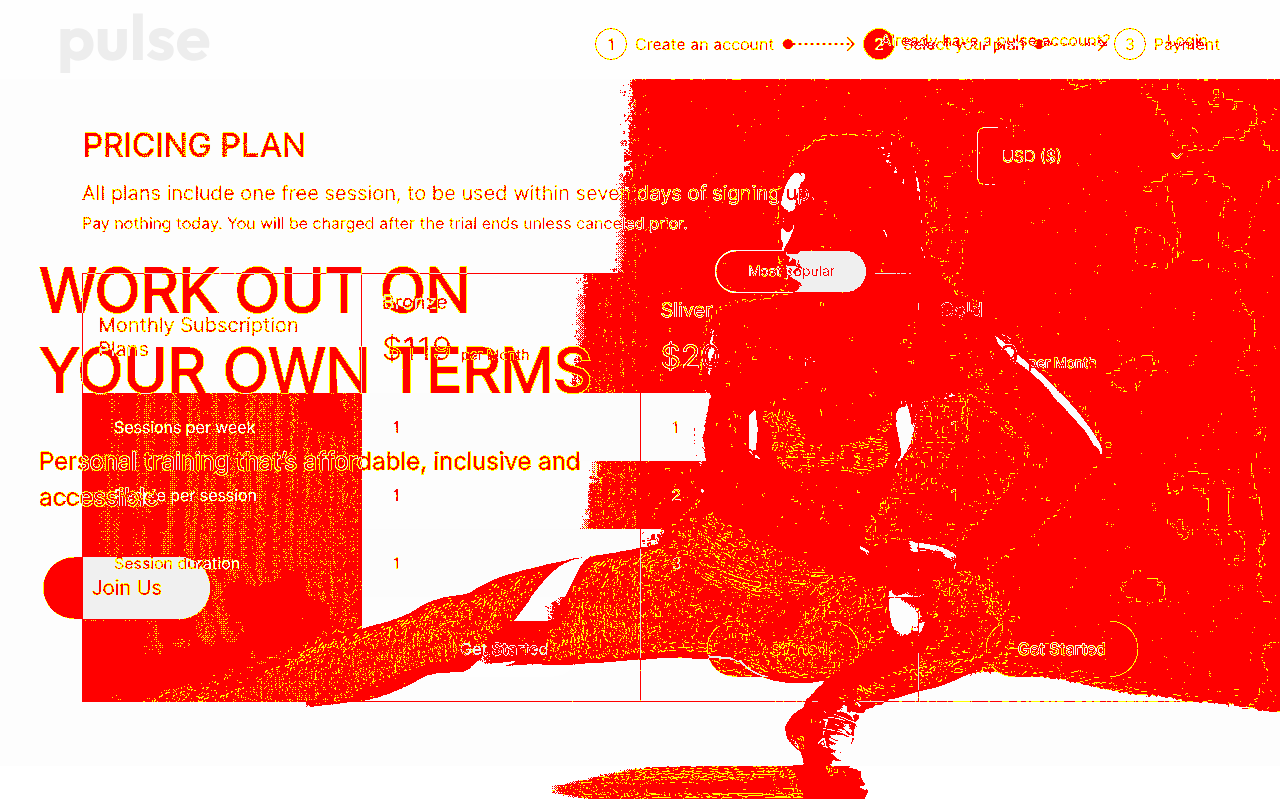 pulse
1 Create an account
2 Select your plan
3 Payment
Already have a pulse account?
Login
PRICING PLAN
USD ($)
All plans include one free session, to be used within seven days of signing up.
Pay nothing today. You will be charged after the trial ends unless canceled prior.
Most popular
WORK OUT ON
YOUR OWN TERMS
Monthly Subscription
Plans
Bronze
$119 per Month
Sliver
Gold
per Month
Sessions per week
1
1
Personal training that's affordable, inclusive and
accessible
per session
1
2
Session duration
1
3
Join Us
Get Started
Started
Get Started